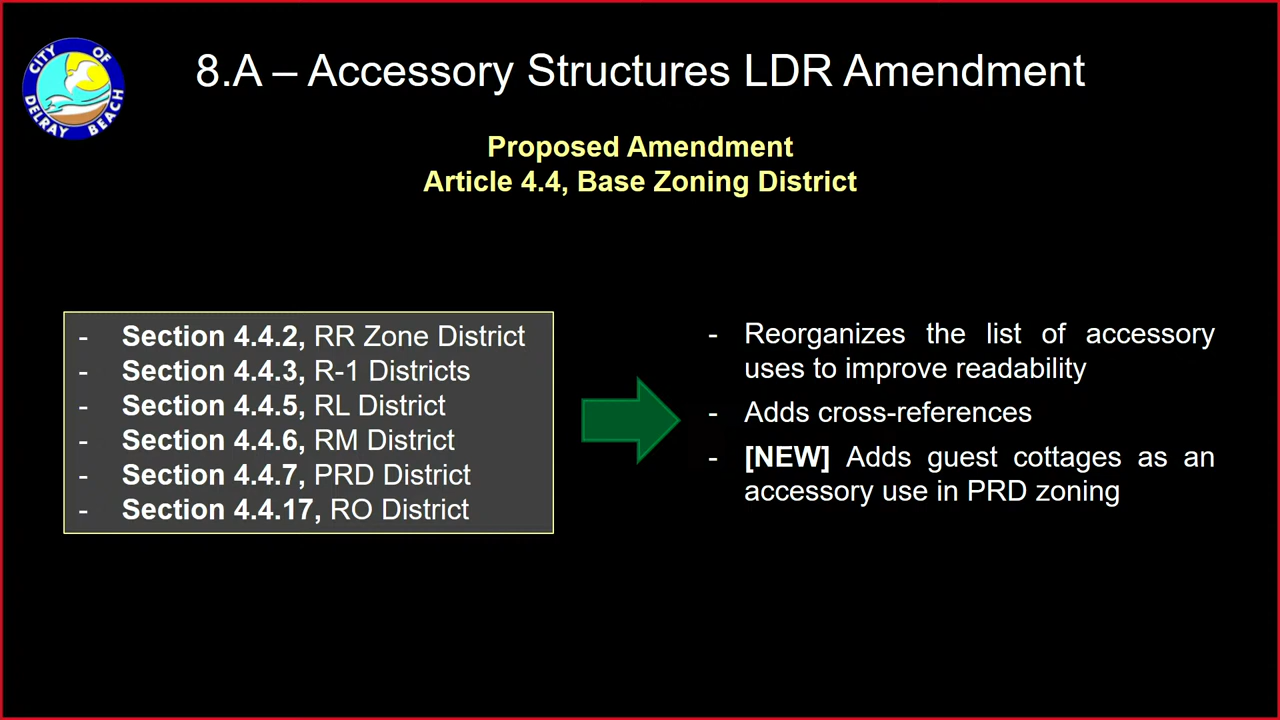 CITY OF
DELRAY BEACH
8.A – Accessory Structures LDR Amendment
Proposed Amendment
Article 4.4, Base Zoning District
- Section 4.4.2, RR Zone District
- Section 4.4.3, R-1 Districts
- Section 4.4.5, RL District
- Section 4.4.6, RM District
- Section 4.4.7, PRD District
- Section 4.4.17, RO District
- Reorganizes the list of accessory
uses to improve readability
- Adds cross-references
- [NEW] Adds guest cottages as an
accessory use in PRD zoning